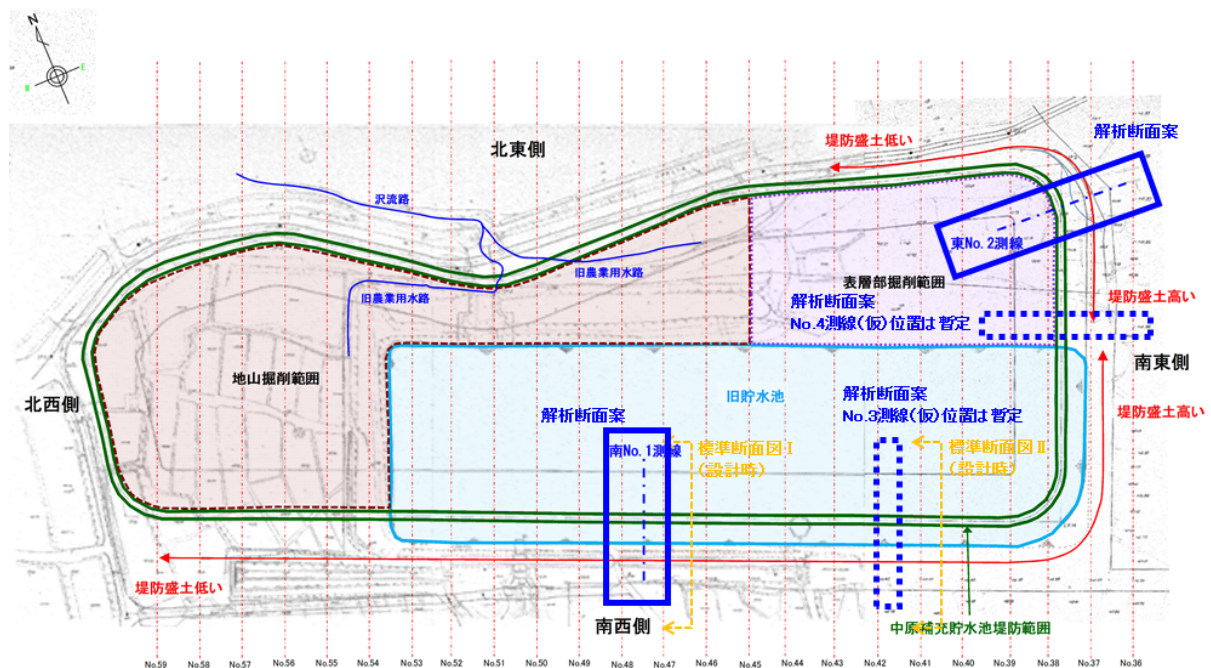 N
E
W
北東側
堤防盛土低い
解析断面案
沢流路
旧農業用水路
東No.2測線
旧農業用水路
表層部掘削範囲
堤防盛土高い
解析断面案
No.4測線(仮)位置は暫定
南東側
地山掘削範囲
北西側
旧貯水池
解析断面案
No.3測線(仮)位置は暫定
堤防盛土高い
解析断面案
南No.1測線
標準断面図Ⅰ
(設計時)
標準断面図Ⅱ
(設計時)
堤防盛土低い
南西側
中原補充貯水池堤防範囲
No.59 No.58 No.57 No.56 No.55 No.54 No.53 No.52 No.51 No.50 No.49 No.48 No.47 No.46 No.45 No.44 No.43 No.42 No.41 No.40 No.39 No.38 No.37 No.36